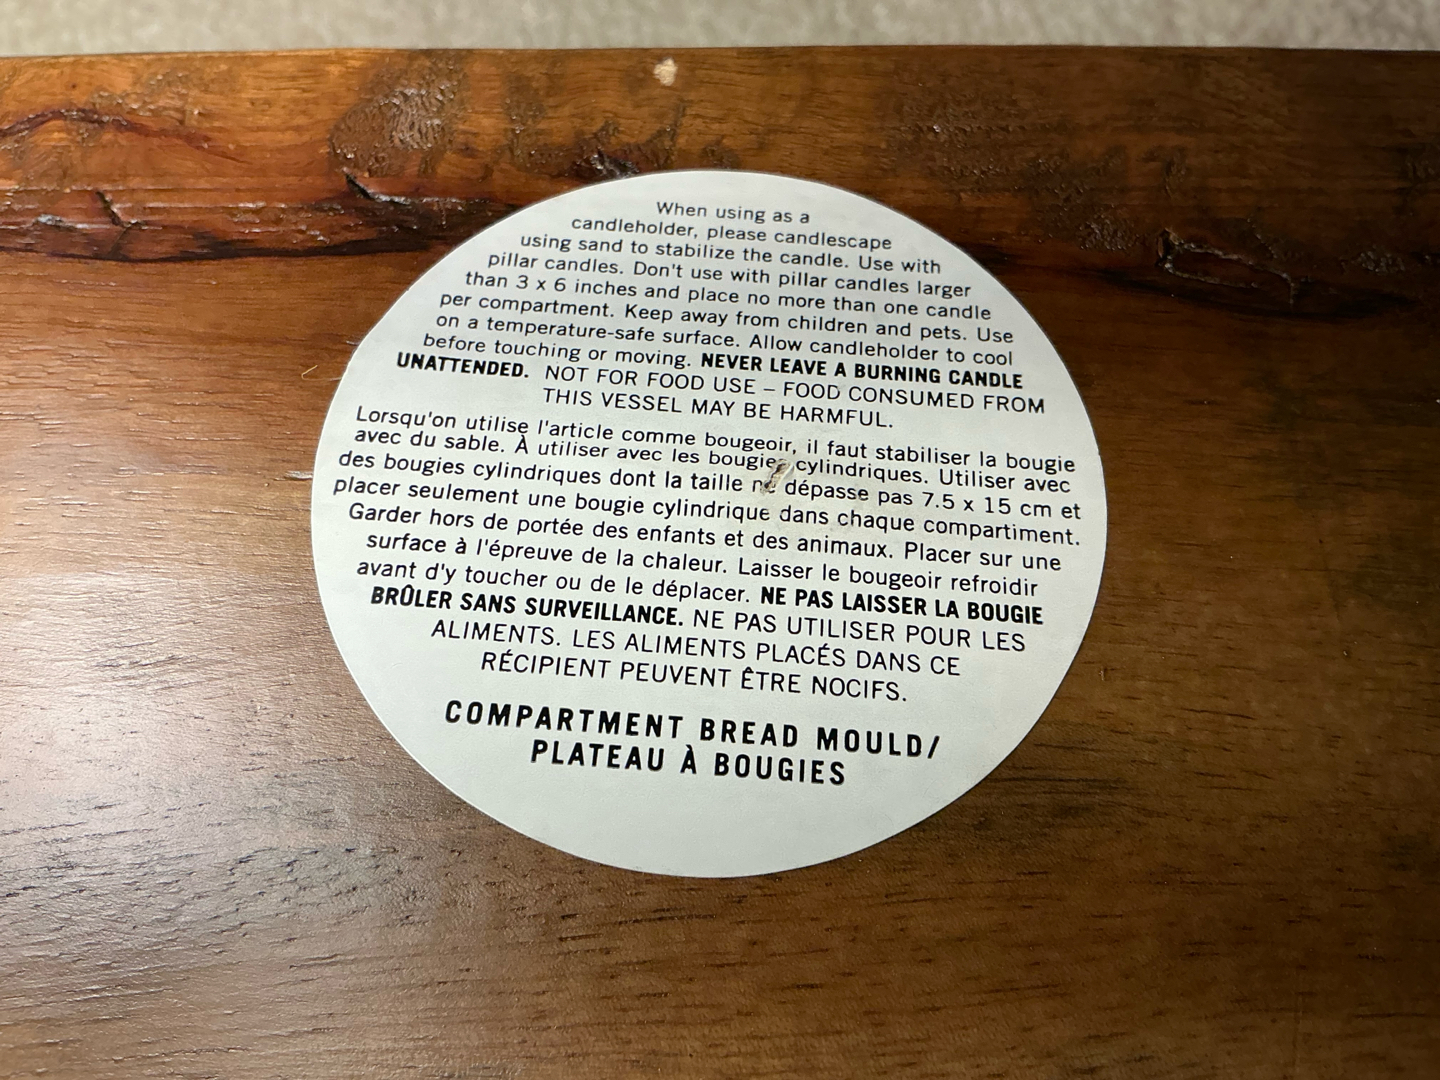 When using as a
candleholder, please candlescape
using sand to stabilize the candle. Use with
pillar candles. Don't use with pillar candles larger
than 3 x 6 inches and place no more than one candle
per compartment. Keep away from children and pets. Use
on a temperature-safe surface. Allow candleholder to cool
before touching or moving. NEVER LEAVE A BURNING CANDLE
UNATTENDED. NOT FOR FOOD USE – FOOD CONSUMED FROM
THIS VESSEL MAY BE HARMFUL.
Lorsqu'on utilise l'article comme bougeoir, il faut stabiliser la bougie
avec du sable. À utiliser avec les bougies cylindriques. Utiliser avec
des bougies cylindriques dont la taille ne dépasse pas 7.5 x 15 cm et
placer seulement une bougie cylindrique dans chaque compartiment.
Garder hors de portée des enfants et des animaux. Placer sur une
surface à l'épreuve de la chaleur. Laisser le bougeoir refroidir
avant d'y toucher ou de le déplacer. NE PAS LAISSER LA BOUGIE
BRÛLER SANS SURVEILLANCE. NE PAS UTILISER POUR LES
ALIMENTS. LES ALIMENTS PLACÉS DANS CE
RÉCIPIENT PEUVENT ÊTRE NOCIFS.
COMPARTMENT BREAD MOULD/
PLATEAU À BOUGIES